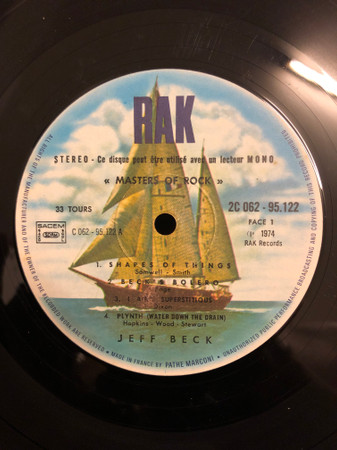 RAK
STEREO - Ce disque peut être utilisé avec un lecteur MONO
« MASTERS OF ROCK »
33 TOURS
2C 062 - 95.122
SACEM
C 062 - 95.122 A
FACE 1
℗ 1974
RAK Records
1. SHAPES OF THINGS
Samwell - Smith
BECK'S BOLERO
Page
3. I AIN'T SUPERSTITIOUS
4. PLYNTH (WATER DOWN THE DRAIN)
Hopkins - Wood - Stewart
JEFF BECK
ALL RIGHTS OF THE MANUFACTURER AND OF THE OWNER OF THE RECORDED WORK ARE RESERVED • MADE IN FRANCE BY PATHE MARCONI • UNAUTHORIZED PUBLIC PERFORMANCE BROADCASTING AND COPYING OF THIS RECORD PROHIBITED